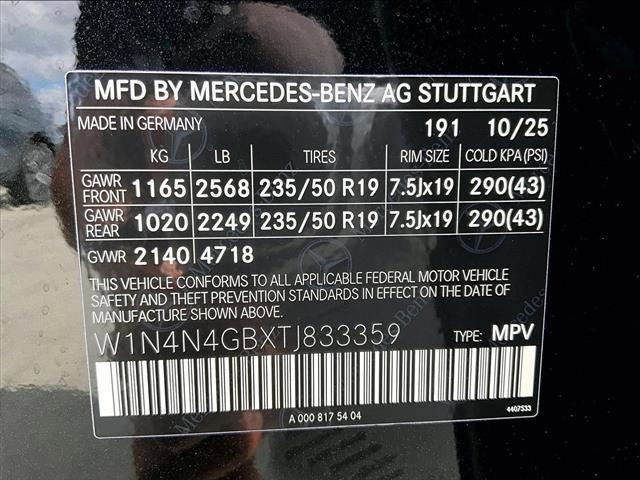 MFD BY MERCEDES-BENZ AG STUTTGART
MADE IN GERMANY 191 10/25
KG LB TIRES RIM SIZE COLD KPA(PSI)
GAWR FRONT 1165 2568 235/50 R19 7.5Jx19 290(43)
GAWR REAR 1020 2249 235/50 R19 7.5Jx19 290(43)
GVWR 2140 4718
THIS VEHICLE CONFORMS TO ALL APPLICABLE FEDERAL MOTOR VEHICLE
SAFETY AND THEFT PREVENTION STANDARDS IN EFFECT ON THE DATE OF
MANUFACTURE SHOWN ABOVE.
W1N4N4GBXTJ833359 TYPE: MPV
A 000 817 54 04
4407533